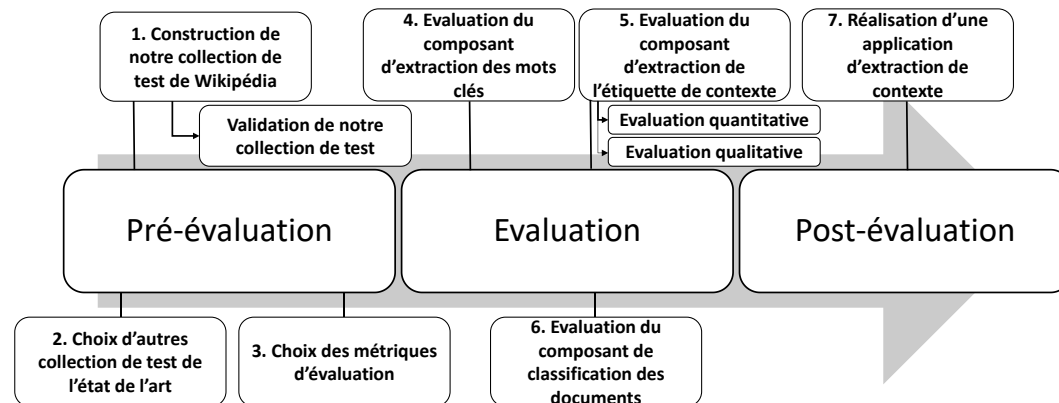 1. Construction de
notre collection de
test de Wikipédia
Validation de notre
collection de test
4. Evaluation du
composant
d'extraction des mots
clés
5. Evaluation du
composant
d'extraction de
l'étiquette de contexte
Evaluation quantitative
Evaluation qualitative
7. Réalisation d'une
application
d'extraction de
contexte
Pré-évaluation
Evaluation
Post-évaluation
2. Choix d'autres
collection de test de
l'état de l'art
3. Choix des métriques
d'évaluation
6. Evaluation du
composant de
classification des
documents